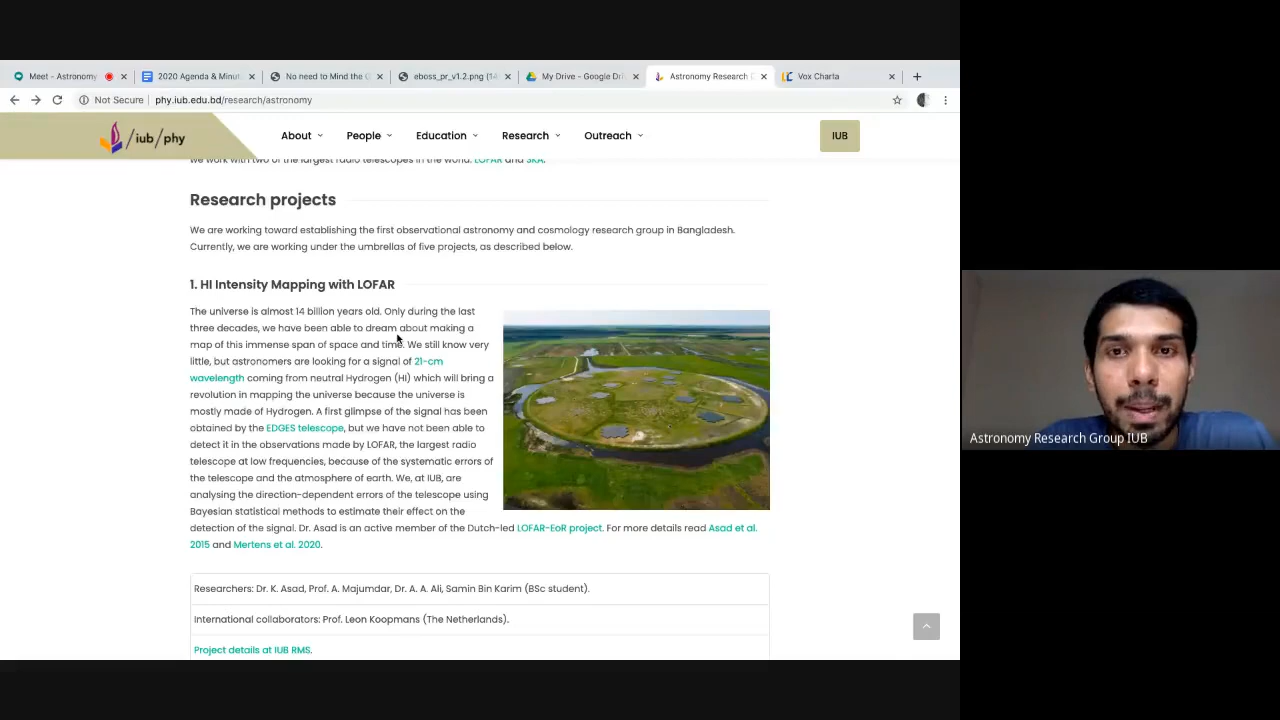 Meet - Astronomy
2020 Agenda & Minut
No need to Mind the G
eboss_pr_v1.2.png (14
My Drive - Google Dri
Astronomy Research G
Vox Charta
Not Secure
phy.iub.edu.bd/research/astronomy
/iub/phy
About
People
Education
Research
Outreach
IUB
we work with two of the largest radio telescopes in the world: LOFAR and SKA.
Research projects
We are working toward establishing the first observational astronomy and cosmology research group in Bangladesh.
Currently, we are working under the umbrellas of five projects, as described below.
1. HI Intensity Mapping with LOFAR
The universe is almost 14 billion years old. Only during the last
three decades, we have been able to dream about making a
map of this immense span of space and time. We still know very
little, but astronomers are looking for a signal of 21-cm
wavelength coming from neutral Hydrogen (HI) which will bring a
revolution in mapping the universe because the universe is
mostly made of Hydrogen. A first glimpse of the signal has been
obtained by the EDGES telescope, but we have not been able to
detect it in the observations made by LOFAR, the largest radio
telescope at low frequencies, because of the systematic errors of
the telescope and the atmosphere of earth. We, at IUB, are
analysing the direction-dependent errors of the telescope using
Bayesian statistical methods to estimate their effect on the
detection of the signal. Dr. Asad is an active member of the Dutch-led LOFAR-EoR project. For more details read Asad et al.
2015 and Mertens et al. 2020.
Researchers: Dr. K. Asad, Prof. A. Majumdar, Dr. A. A. Ali, Samin Bin Karim (BSc student).
International collaborators: Prof. Leon Koopmans (The Netherlands).
Project details at IUB RMS.
Astronomy Research Group IUB